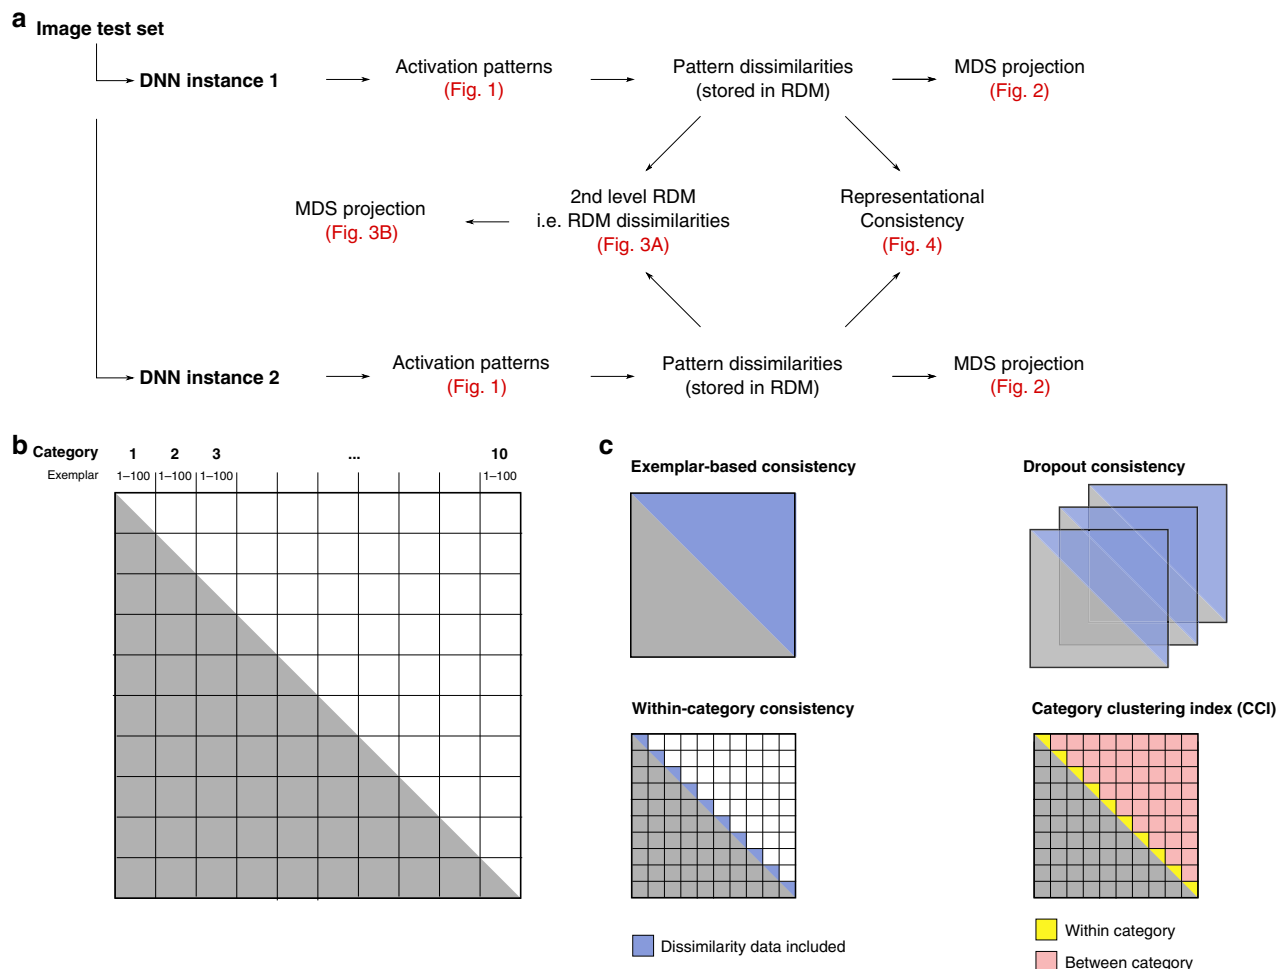 a
Image test set
DNN instance 1
Activation patterns
(Fig. 1)
Pattern dissimilarities
(stored in RDM)
MDS projection
(Fig. 2)
MDS projection
(Fig. 3B)
2nd level RDM
i.e. RDM dissimilarities
(Fig. 3A)
Representational
Consistency
(Fig. 4)
DNN instance 2
Activation patterns
(Fig. 1)
Pattern dissimilarities
(stored in RDM)
MDS projection
(Fig. 2)
b
Category 1 2 3 ... 10
Exemplar 1–100 1–100 1–100 1–100
c
Exemplar-based consistency
Dropout consistency
Within-category consistency
Category clustering index (CCI)
Dissimilarity data included
Within category
Between category